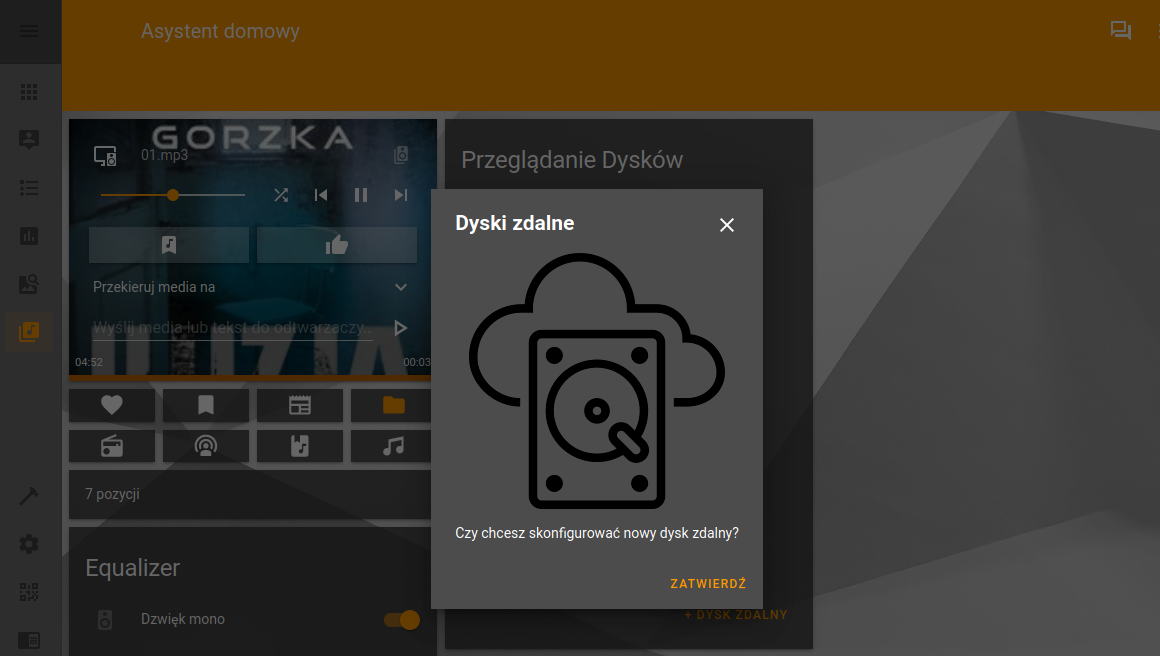 Asystent domowy
GORZKA
01.mp3
Przekieruj media na
Wyślij media lub tekst do odtwarzaczy...
04:52
00:03
7 pozycji
Equalizer
Dzwięk mono
Przeglądanie Dysków
Dyski zdalne
Czy chcesz skonfigurować nowy dysk zdalny?
ZATWIERDŹ
+ DYSK ZDALNY